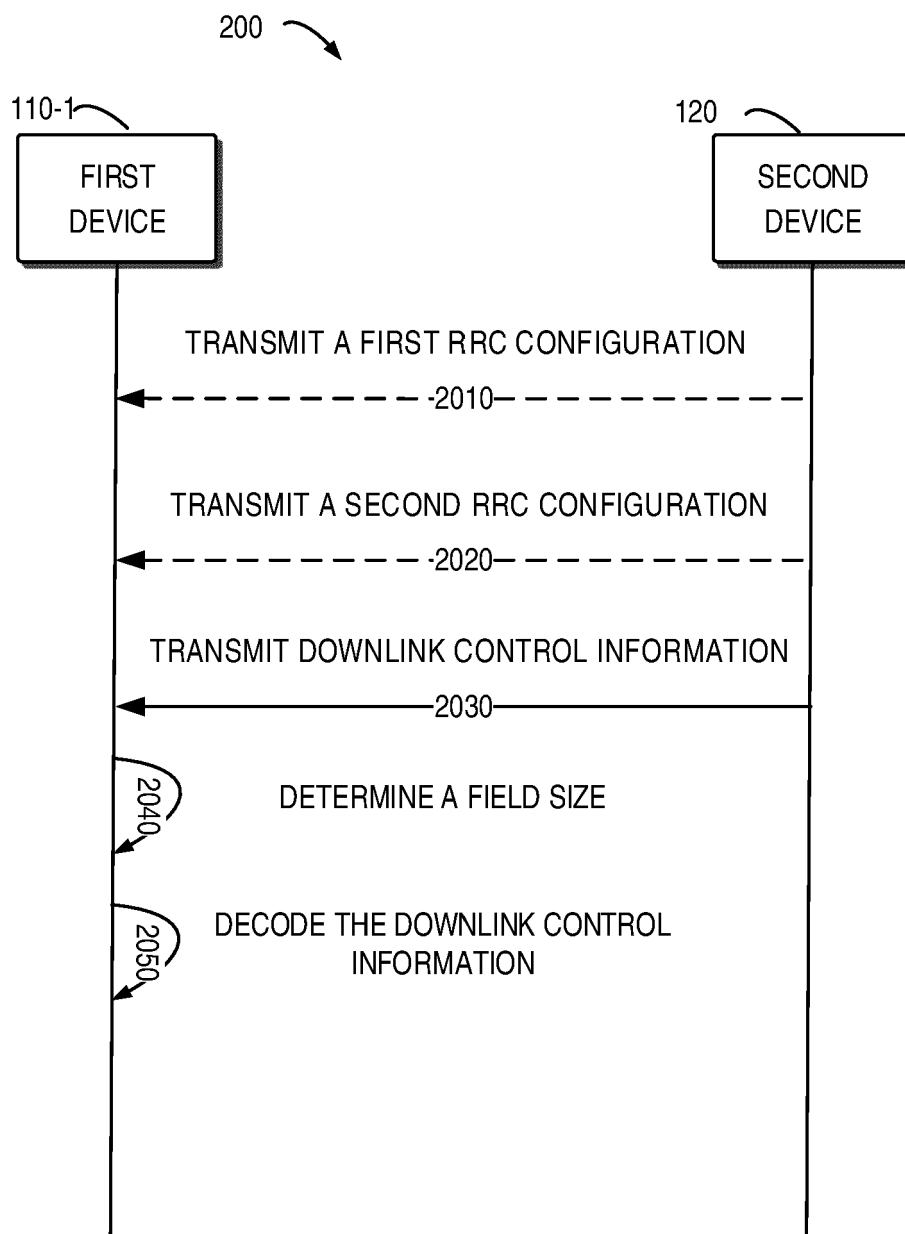 200
110-1
120
FIRST
DEVICE
SECOND
DEVICE
TRANSMIT A FIRST RRC CONFIGURATION
2010
TRANSMIT A SECOND RRC CONFIGURATION
2020
TRANSMIT DOWNLINK CONTROL INFORMATION
2030
2040
DETERMINE A FIELD SIZE
2050
DECODE THE DOWNLINK CONTROL
INFORMATION